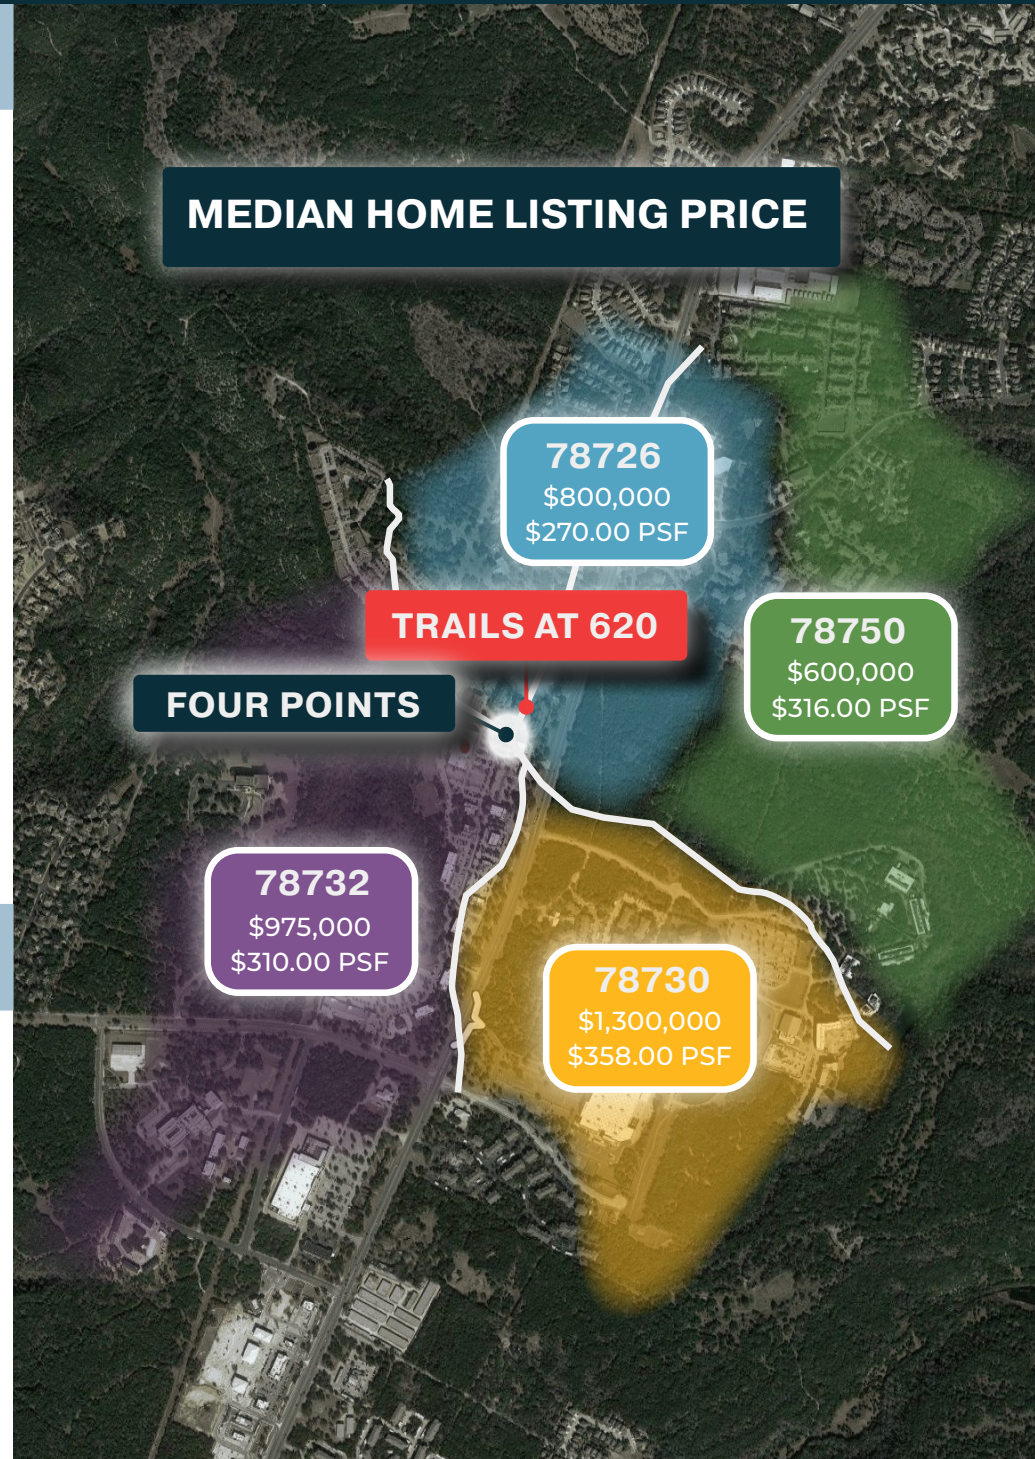 MEDIAN HOME LISTING PRICE
78726
$800,000
$270.00 PSF
TRAILS AT 620
78750
$600,000
$316.00 PSF
FOUR POINTS
78732
$975,000
$310.00 PSF
78730
$1,300,000
$358.00 PSF